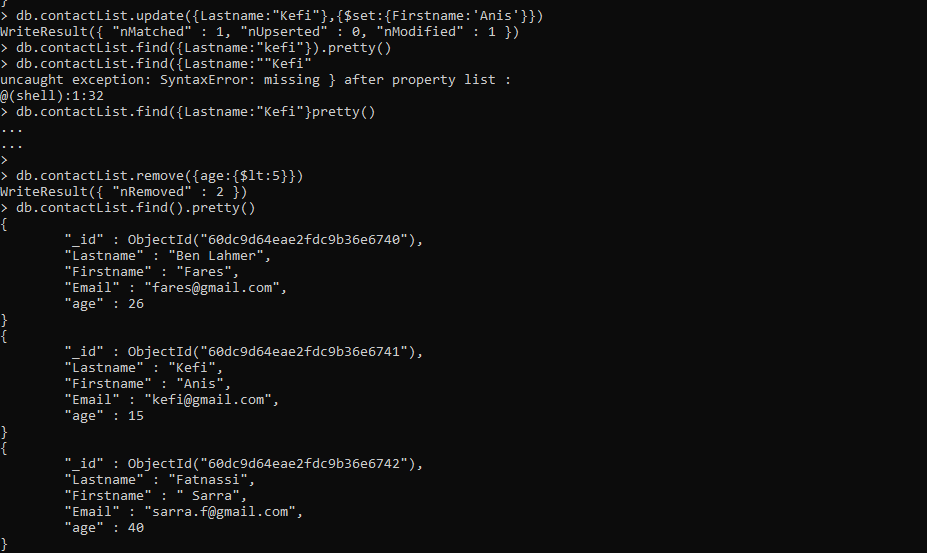 }
> db.contactList.update({Lastname:"Kefi"},{$set:{Firstname:'Anis'}})
WriteResult({ "nMatched" : 1, "nUpserted" : 0, "nModified" : 1 })
> db.contactList.find({Lastname:"kefi"}).pretty()
> db.contactList.find({Lastname:""Kefi"
uncaught exception: SyntaxError: missing } after property list :
@(shell):1:32
> db.contactList.find({Lastname:"Kefi"}pretty()
...
...
>
> db.contactList.remove({age:{$lt:5}})
WriteResult({ "nRemoved" : 2 })
> db.contactList.find().pretty()
{
        "_id" : ObjectId("60dc9d64eae2fdc9b36e6740"),
        "Lastname" : "Ben Lahmer",
        "Firstname" : "Fares",
        "Email" : "fares@gmail.com",
        "age" : 26
}
{
        "_id" : ObjectId("60dc9d64eae2fdc9b36e6741"),
        "Lastname" : "Kefi",
        "Firstname" : "Anis",
        "Email" : "kefi@gmail.com",
        "age" : 15
}
{
        "_id" : ObjectId("60dc9d64eae2fdc9b36e6742"),
        "Lastname" : "Fatnassi",
        "Firstname" : " Sarra",
        "Email" : "sarra.f@gmail.com",
        "age" : 40
}